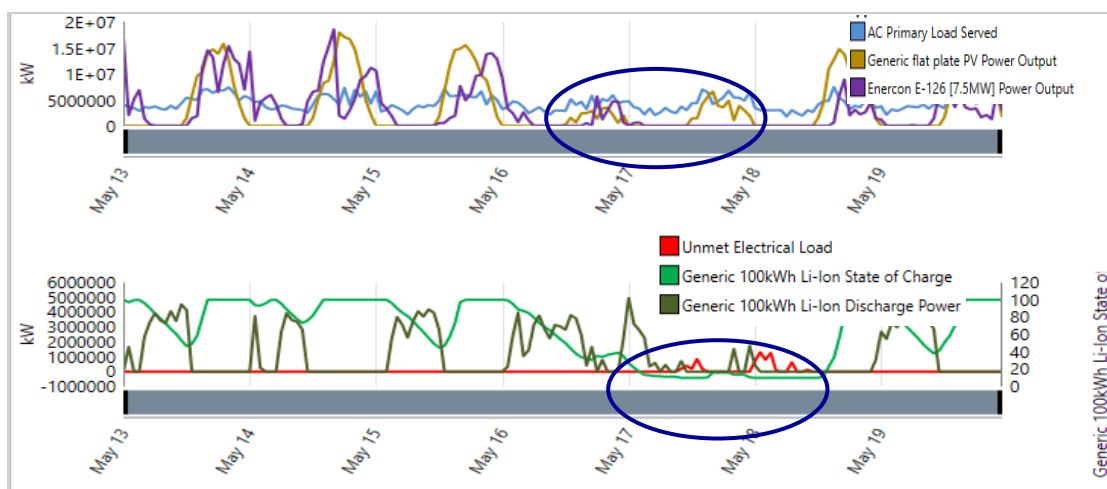 2E+07
1.5E+07
1E+07
5000000
0
kW
AC Primary Load Served
Generic flat plate PV Power Output
Enercon E-126 [7.5MW] Power Output
May 13
May 14
May 15
May 16
May 17
May 18
May 19
Unmet Electrical Load
Generic 100kWh Li-Ion State of Charge
Generic 100kWh Li-Ion Discharge Power
6000000
5000000
4000000
3000000
2000000
1000000
0
-1000000
kW
120
100
80
60
40
20
0
Generic 100kWh Li-Ion State of
May 13
May 14
May 15
May 16
May 17
May 18
May 19